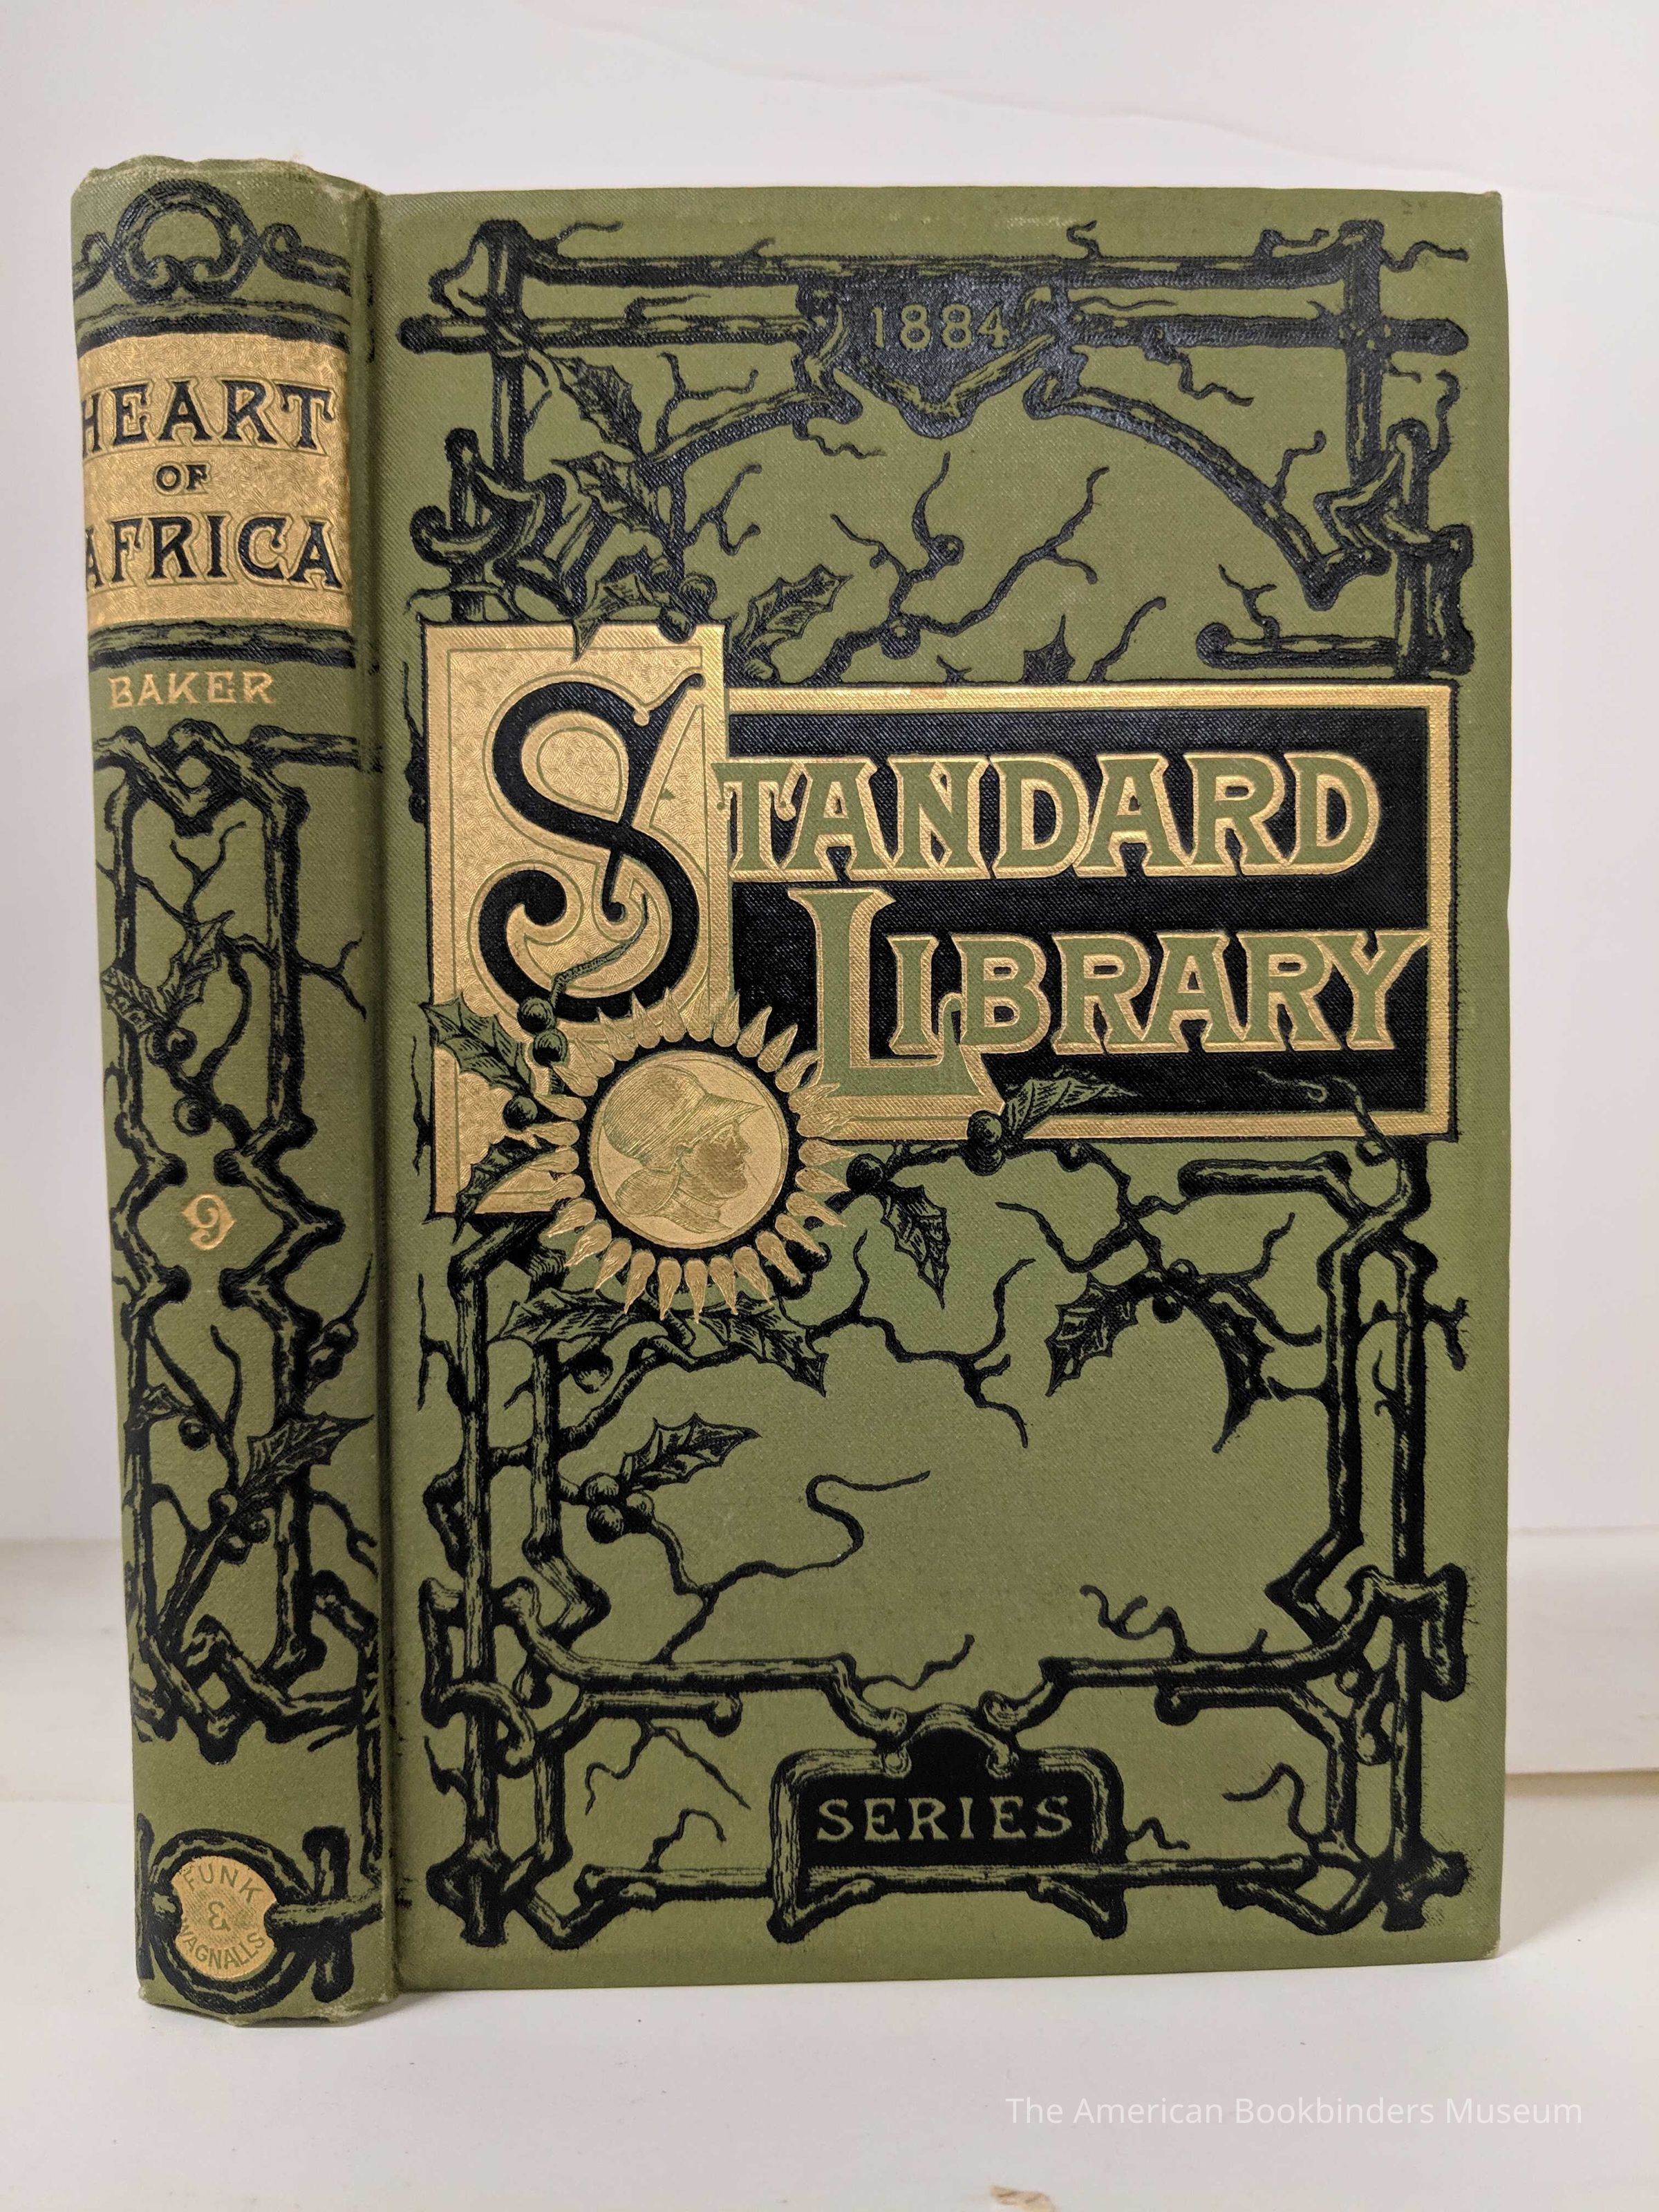 HEART
OF
AFRICA
BAKER
9
FUNK
&
WAGNALLS
1884
STANDARD
LIBRARY
SERIES
The American Bookbinders Museum